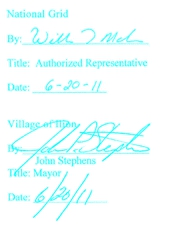 National Grid
By:
Title: Authorized Representative
Date: 6-20-11
Village of Ilion
By:
John Stephens
Title: Mayor
Date: 6/20/11